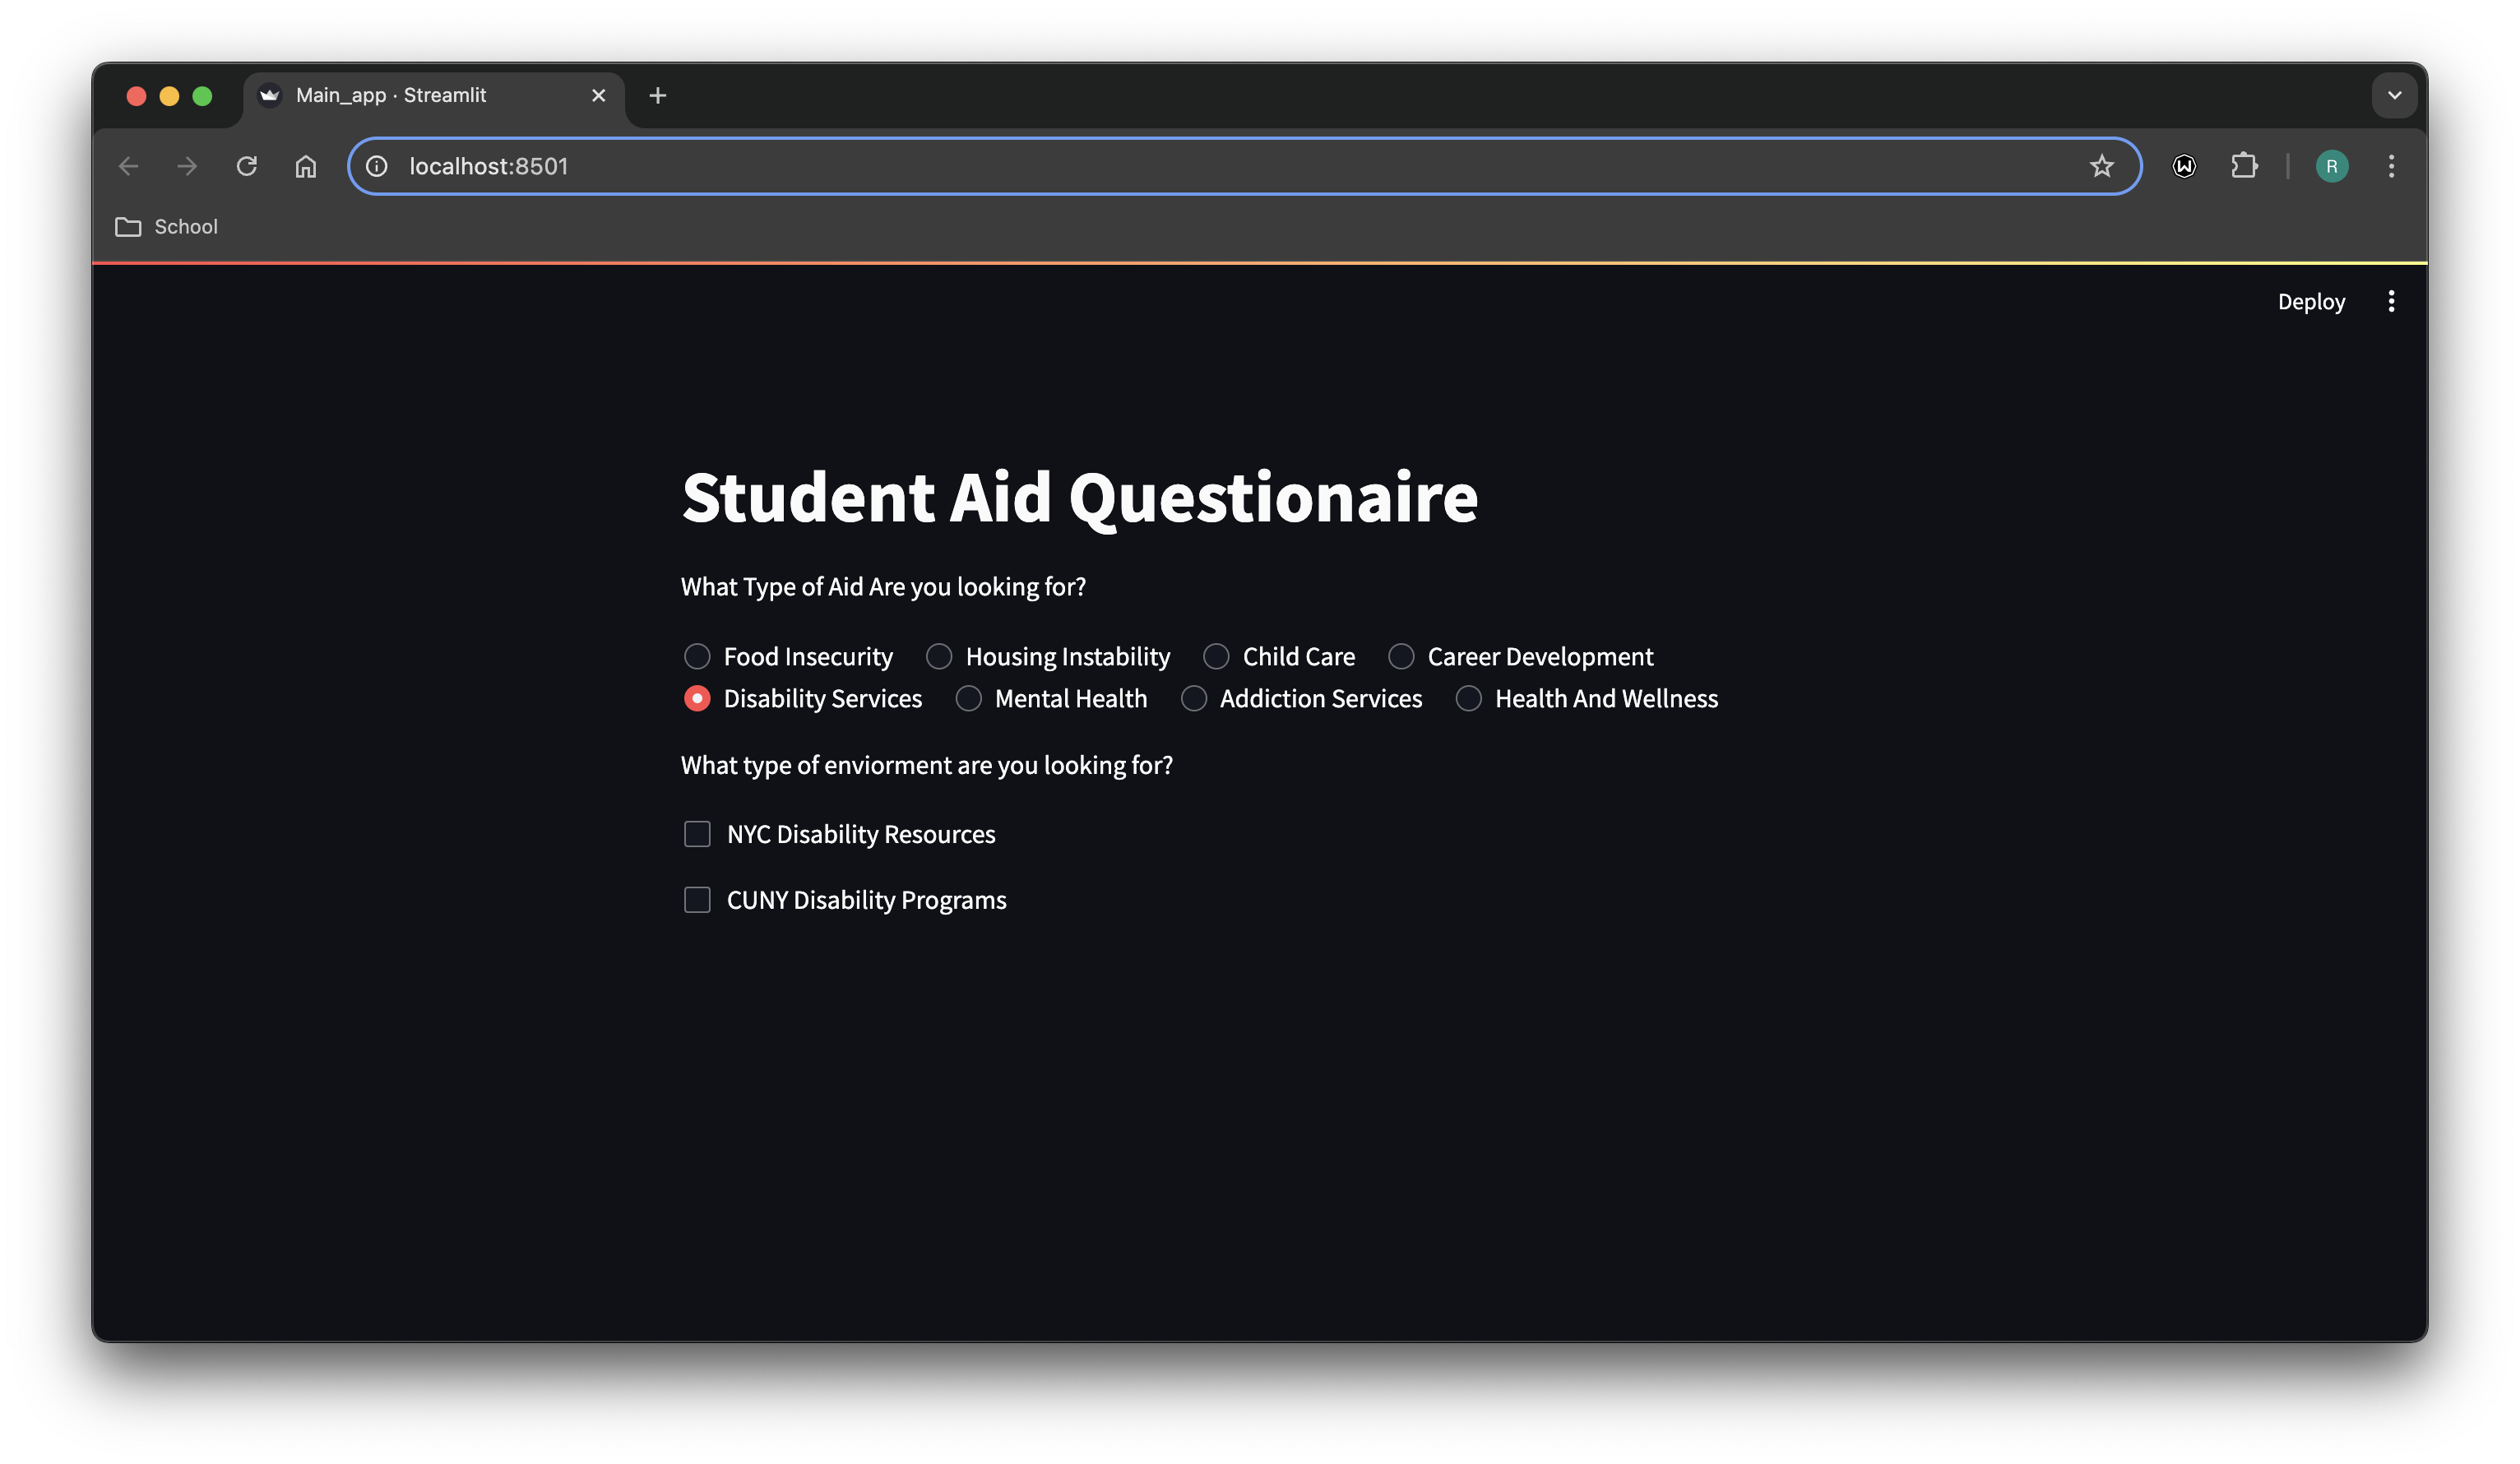 Main_app · Streamlit
localhost:8501
R
School
Deploy
Student Aid Questionaire
What Type of Aid Are you looking for?
Food Insecurity Housing Instability Child Care Career Development
Disability Services Mental Health Addiction Services Health And Wellness
What type of enviorment are you looking for?
NYC Disability Resources
CUNY Disability Programs